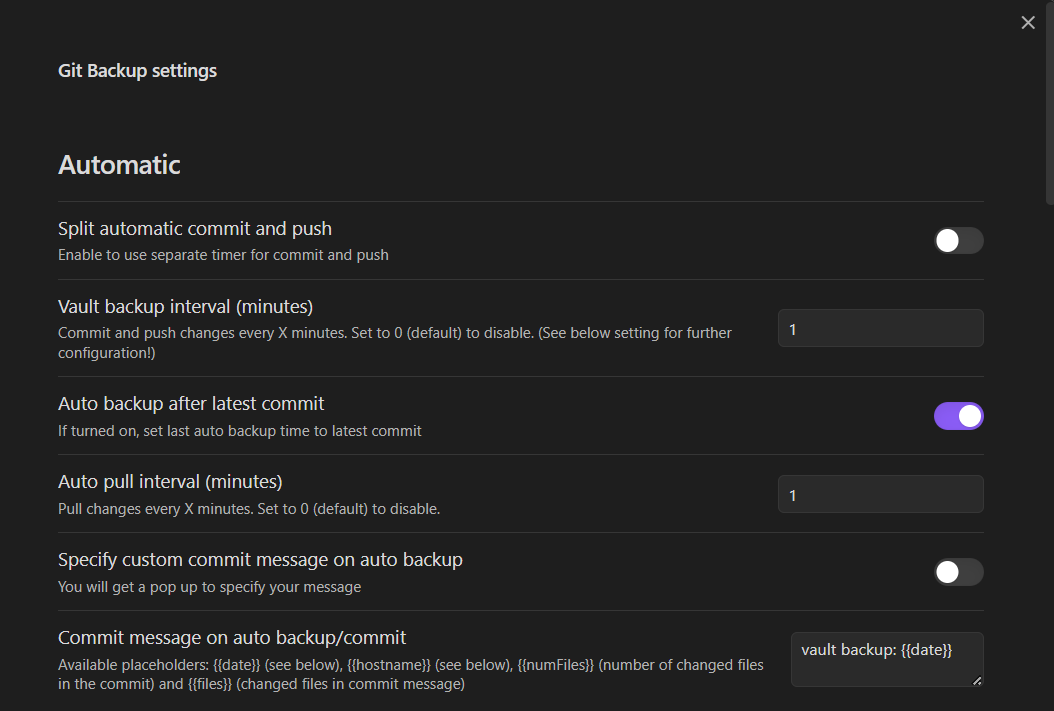 Git Backup settings
Automatic
Split automatic commit and push
Enable to use separate timer for commit and push
Vault backup interval (minutes)
Commit and push changes every X minutes. Set to 0 (default) to disable. (See below setting for further
configuration!)
1
Auto backup after latest commit
If turned on, set last auto backup time to latest commit
Auto pull interval (minutes)
Pull changes every X minutes. Set to 0 (default) to disable.
1
Specify custom commit message on auto backup
You will get a pop up to specify your message
Commit message on auto backup/commit
Available placeholders: {{date}} (see below), {{hostname}} (see below), {{numFiles}} (number of changed files
in the commit) and {{files}} (changed files in commit message)
vault backup: {{date}}